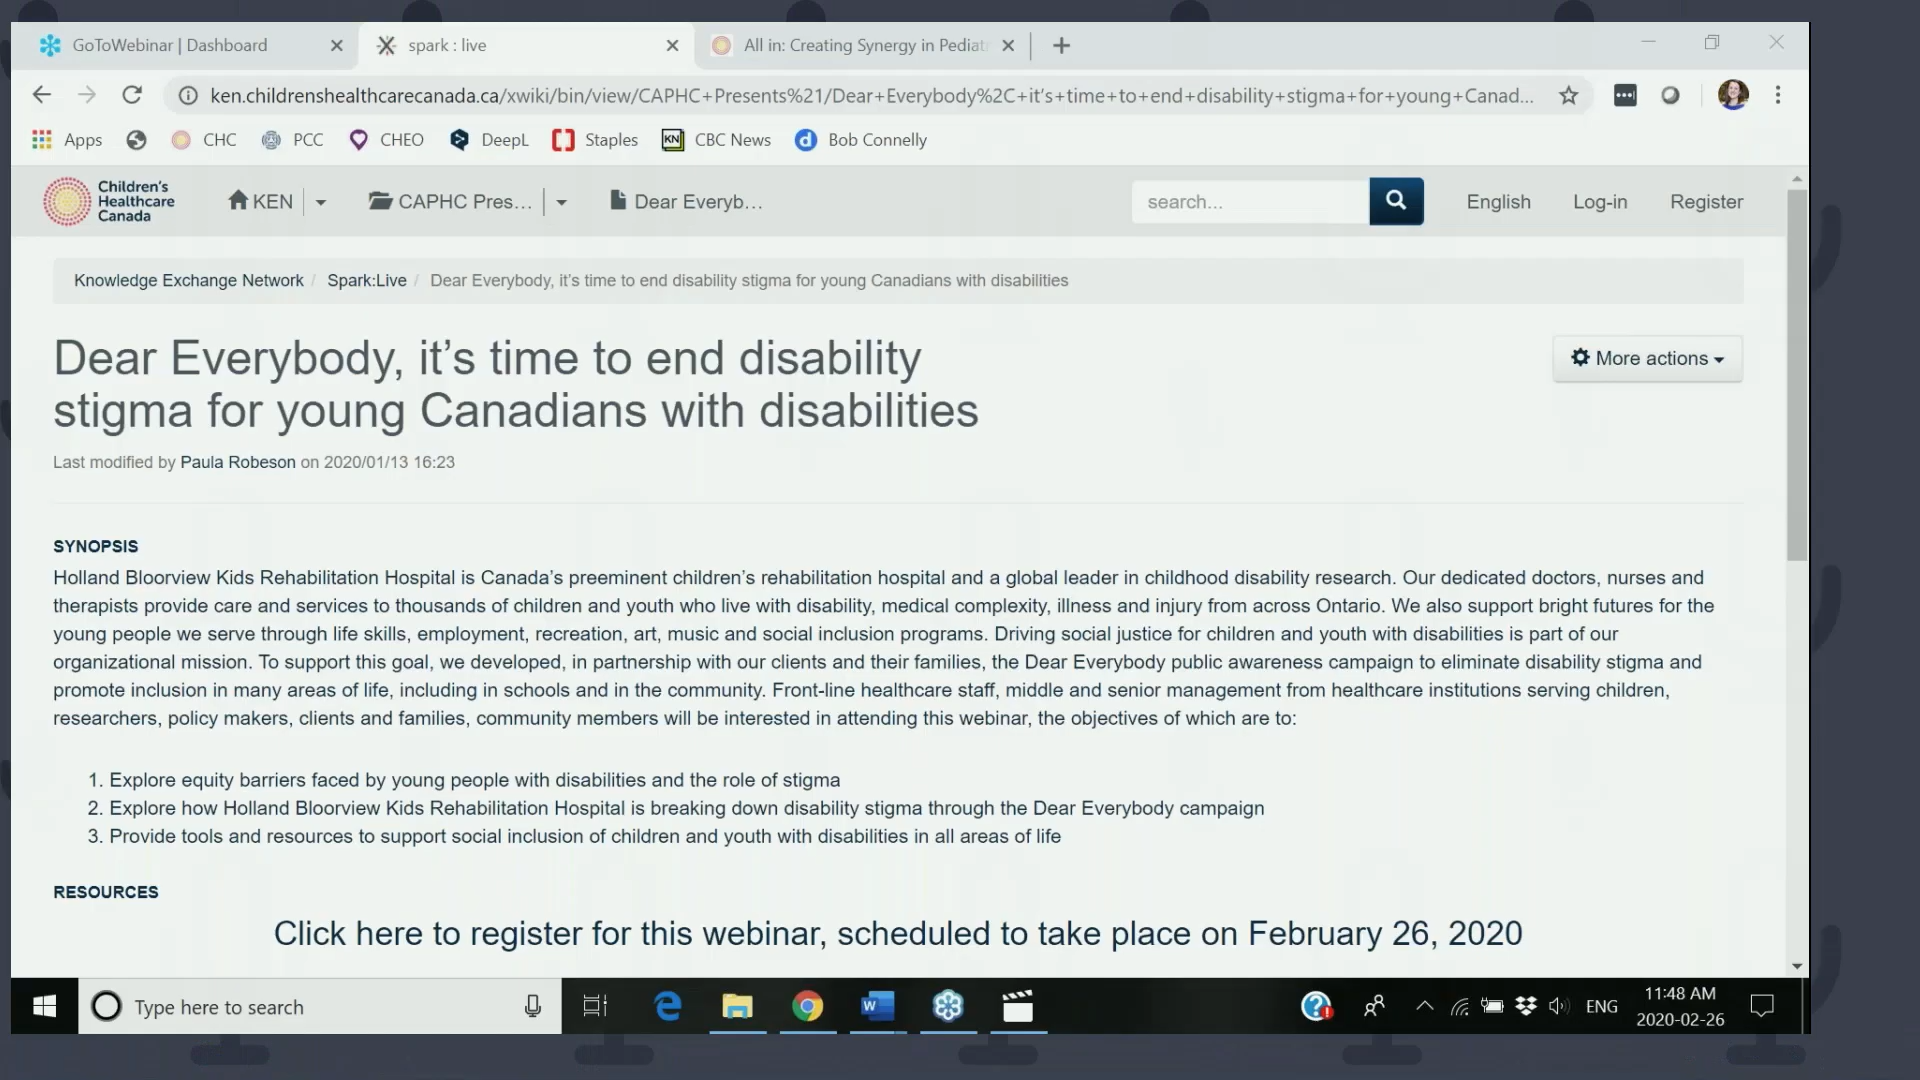 GoToWebinar | Dashboard
spark : live
All in: Creating Synergy in Pediatr
ken.childrenshealthcarecanada.ca/xwiki/bin/view/CAPHC+Presents%21/Dear+Everybody%2C+it’s+time+to+end+disability+stigma+for+young+Canad...
Apps CHC PCC CHEO DeepL Staples KN CBC News d Bob Connelly
Children's
Healthcare
Canada
KEN CAPHC Pres... Dear Everyb...
search...
English Log-in Register
Knowledge Exchange Network / Spark:Live / Dear Everybody, it’s time to end disability stigma for young Canadians with disabilities
Dear Everybody, it’s time to end disability
stigma for young Canadians with disabilities
More actions
Last modified by Paula Robeson on 2020/01/13 16:23
SYNOPSIS
Holland Bloorview Kids Rehabilitation Hospital is Canada’s preeminent children’s rehabilitation hospital and a global leader in childhood disability research. Our dedicated doctors, nurses and
therapists provide care and services to thousands of children and youth who live with disability, medical complexity, illness and injury from across Ontario. We also support bright futures for the
young people we serve through life skills, employment, recreation, art, music and social inclusion programs. Driving social justice for children and youth with disabilities is part of our
organizational mission. To support this goal, we developed, in partnership with our clients and their families, the Dear Everybody public awareness campaign to eliminate disability stigma and
promote inclusion in many areas of life, including in schools and in the community. Front-line healthcare staff, middle and senior management from healthcare institutions serving children,
researchers, policy makers, clients and families, community members will be interested in attending this webinar, the objectives of which are to:
1. Explore equity barriers faced by young people with disabilities and the role of stigma
2. Explore how Holland Bloorview Kids Rehabilitation Hospital is breaking down disability stigma through the Dear Everybody campaign
3. Provide tools and resources to support social inclusion of children and youth with disabilities in all areas of life
RESOURCES
Click here to register for this webinar, scheduled to take place on February 26, 2020
Type here to search
ENG
11:48 AM
2020-02-26